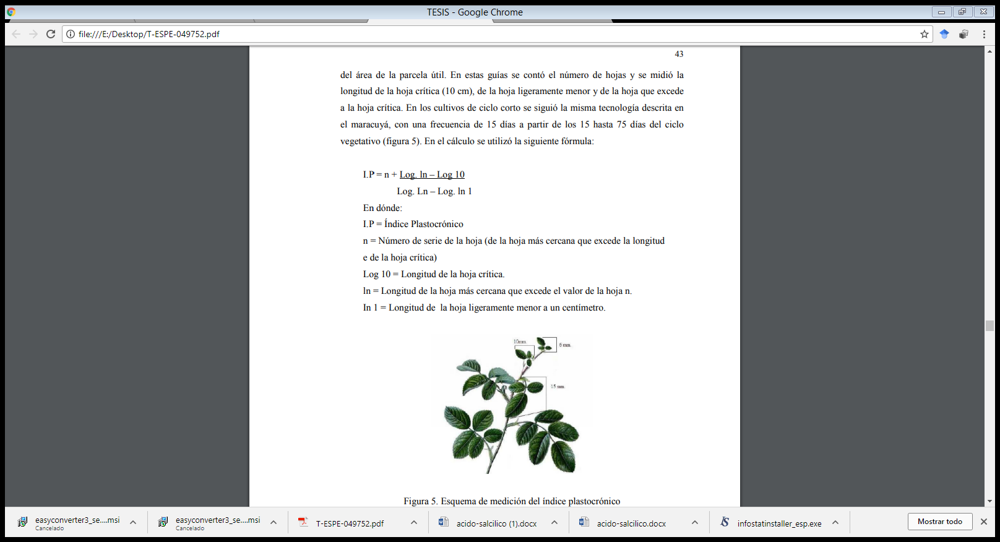 TESIS - Google Chrome
file:///E:/Desktop/T-ESPE-049752.pdf
43
del área de la parcela útil. En estas guías se contó el número de hojas y se midió la
longitud de la hoja crítica (10 cm), de la hoja ligeramente menor y de la hoja que excede
a la hoja crítica. En los cultivos de ciclo corto se siguió la misma tecnología descrita en
el maracuyá, con una frecuencia de 15 días a partir de los 15 hasta 75 días del ciclo
vegetativo (figura 5). En el cálculo se utilizó la siguiente fórmula:
I.P = n + Log. ln – Log 10
Log. Ln – Log. ln 1
En dónde:
I.P = Índice Plastocrónico
n = Número de serie de la hoja (de la hoja más cercana que excede la longitud
e de la hoja crítica)
Log 10 = Longitud de la hoja crítica.
ln = Longitud de la hoja más cercana que excede el valor de la hoja n.
In 1 = Longitud de  la hoja ligeramente menor a un centímetro.
10mm.
6 mm.
15 mm.
Figura 5. Esquema de medición del índice plastocrónico
easyconverter3_se....msi
Cancelado
easyconverter3_se....msi
Cancelado
T-ESPE-049752.pdf
acido-salcilico (1).docx
acido-salcilico.docx
infostatinstaller_esp.exe
Mostrar todo